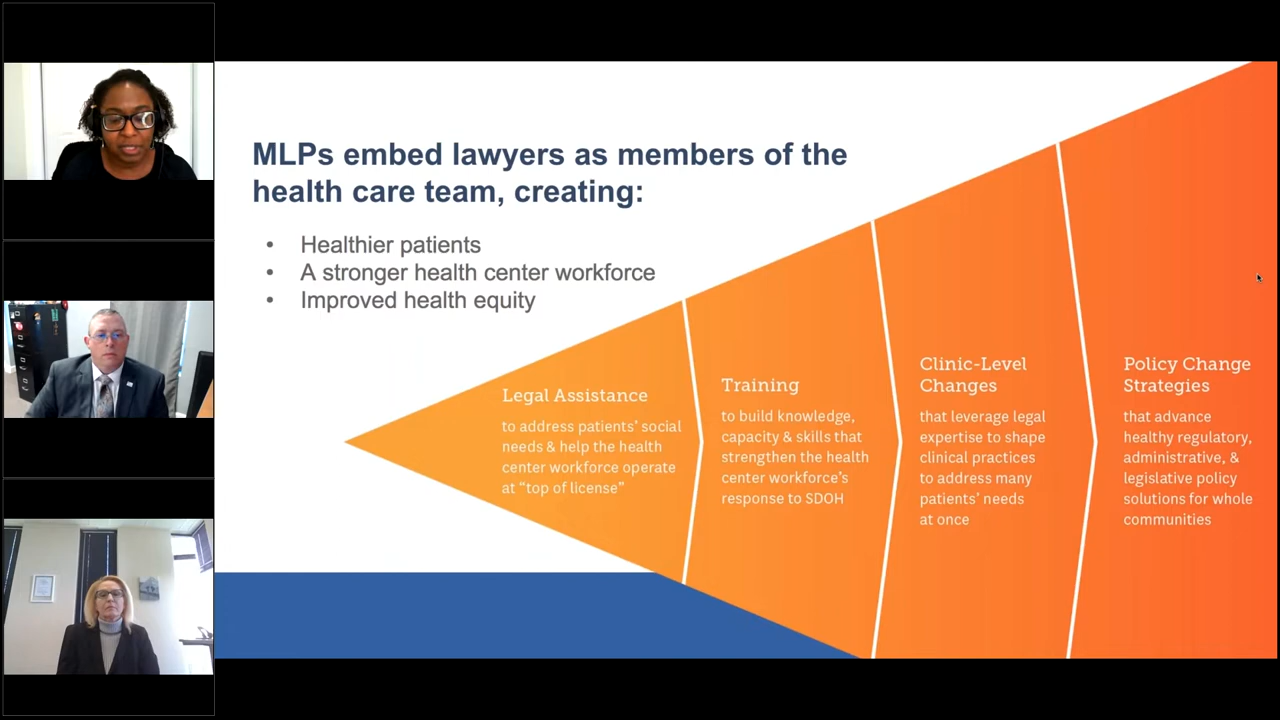 MLPs embed lawyers as members of the
health care team, creating:
• Healthier patients
• A stronger health center workforce
• Improved health equity
Legal Assistance
to address patients' social
needs & help the health
center workforce operate
at “top of license”
Training
to build knowledge,
capacity & skills that
strengthen the health
center workforce's
response to SDOH
Clinic-Level
Changes
that leverage legal
expertise to shape
clinical practices
to address many
patients' needs
at once
Policy Change
Strategies
that advance
healthy regulatory,
administrative, &
legislative policy
solutions for whole
communities